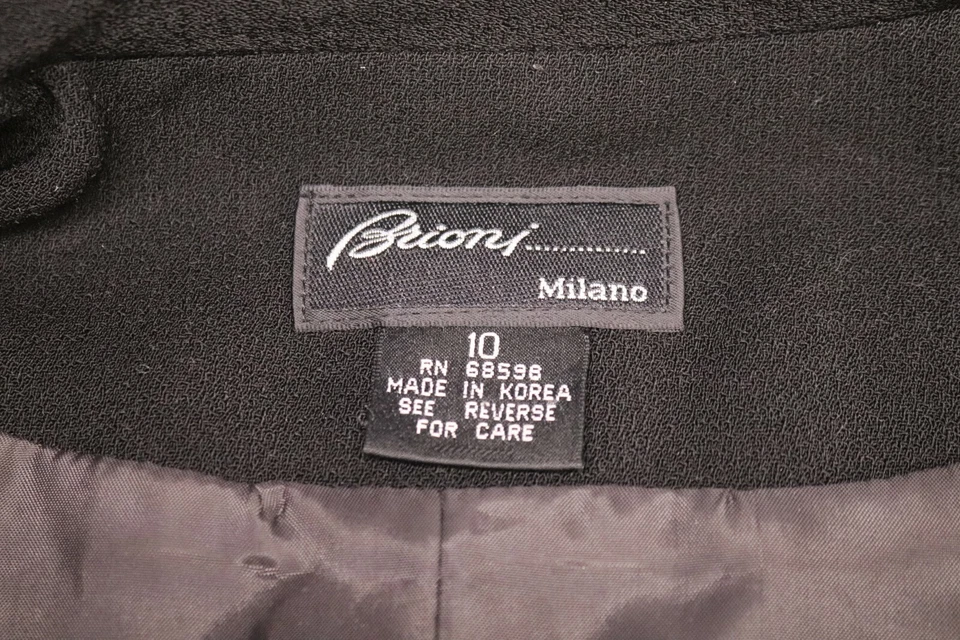 Brioni..............
Milano
10
RN 68598
MADE IN KOREA
SEE REVERSE
FOR CARE